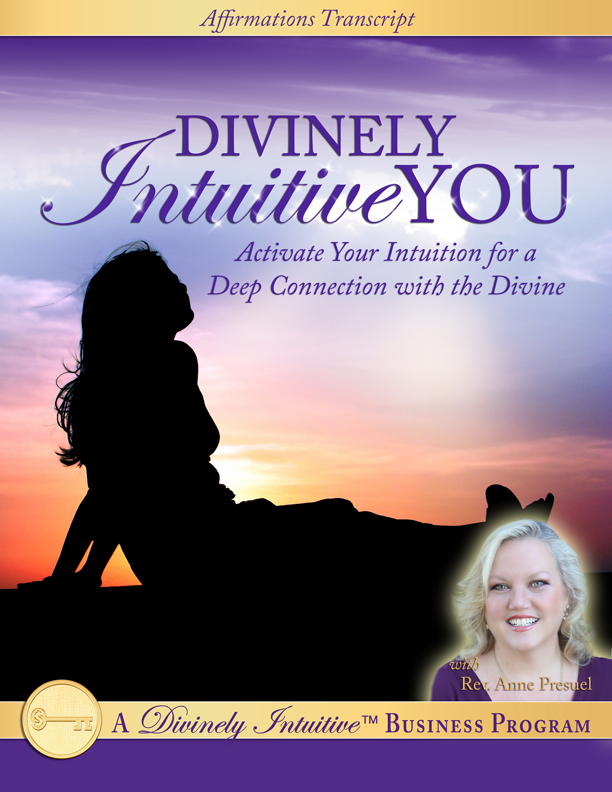 Affirmations Transcript
DIVINELY
Intuitive YOU
Activate Your Intuition for a
Deep Connection with the Divine
with
Rev. Anne Presuel
A Divinely Intuitive™ BUSINESS PROGRAM